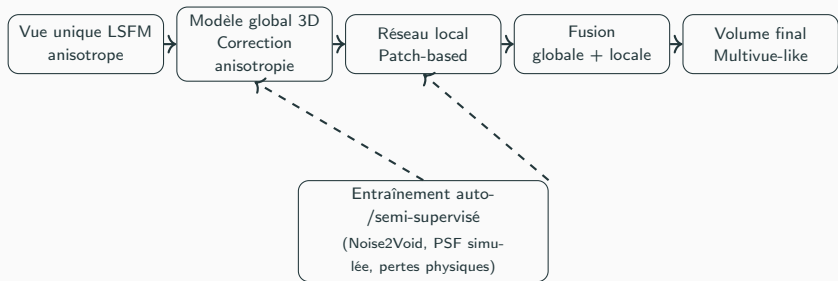 Vue unique LSFM
anisotrope
Modèle global 3D
Correction
anisotropie
Réseau local
Patch-based
Fusion
globale + locale
Volume final
Multivue-like
Entraînement auto-
/semi-supervisé
(Noise2Void, PSF simu-
lée, pertes physiques)